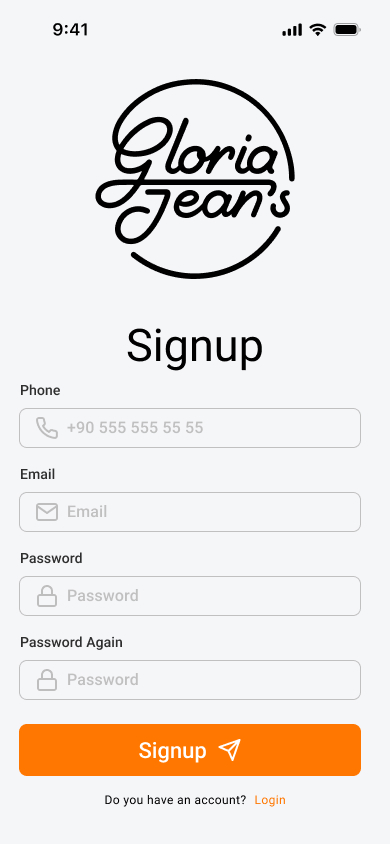 9:41
Gloria
Jean's
Signup
Phone
+90 555 555 55 55
Email
Email
Password
Password
Password Again
Password
Signup
Do you have an account? Login